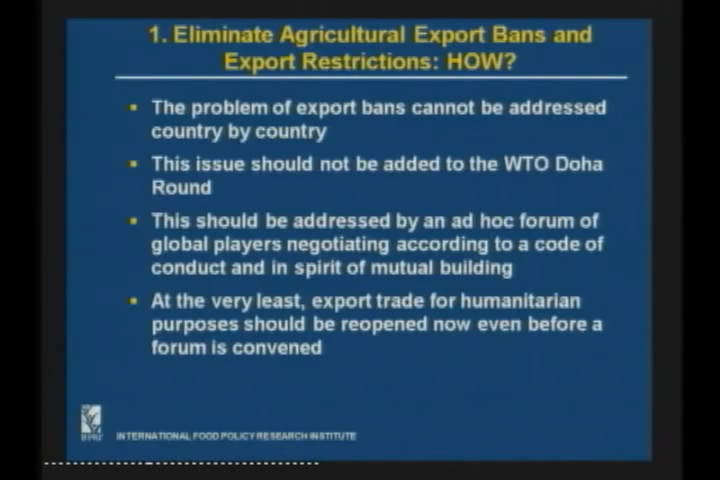 1. Eliminate Agricultural Export Bans and
Export Restrictions: HOW?
▪ The problem of export bans cannot be addressed
country by country
▪ This issue should not be added to the WTO Doha
Round
▪ This should be addressed by an ad hoc forum of
global players negotiating according to a code of
conduct and in spirit of mutual building
▪ At the very least, export trade for humanitarian
purposes should be reopened now even before a
forum is convened
IFPRI
INTERNATIONAL FOOD POLICY RESEARCH INSTITUTE